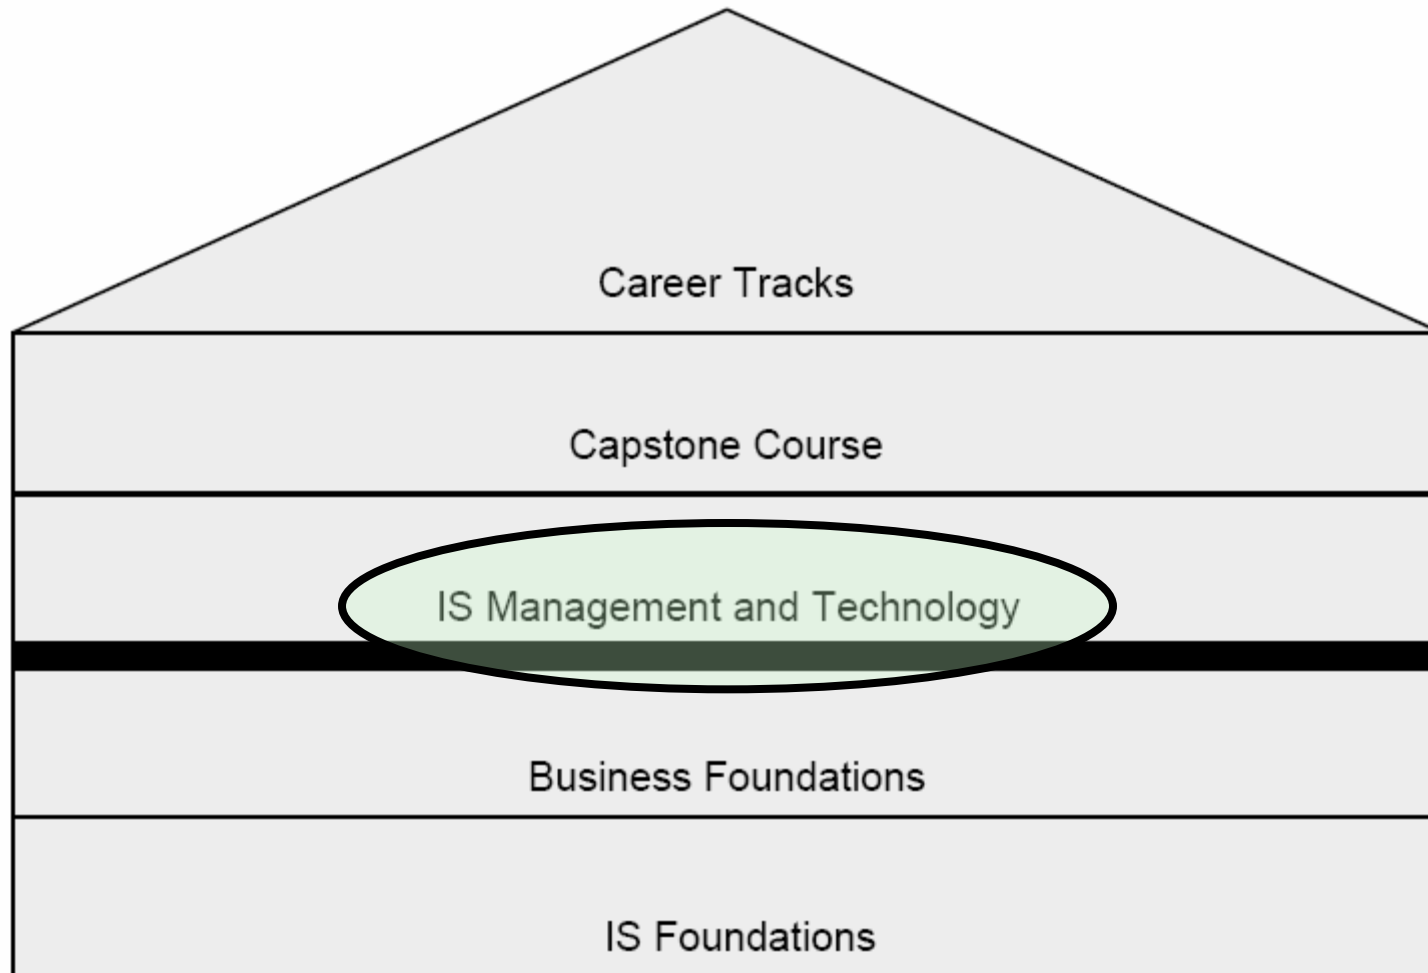 Career Tracks
Capstone Course
IS Management and Technology
Business Foundations
IS Foundations